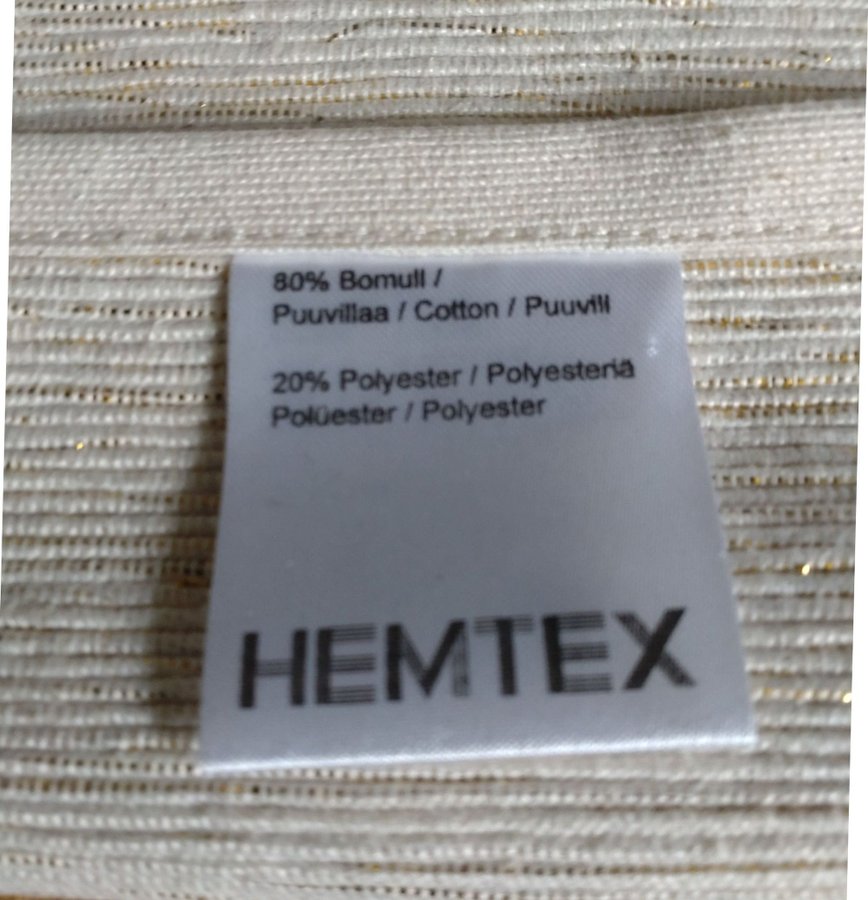 80% Bomull /
Puuvillaa / Cotton / Puuvill
20% Polyester / Polyesteriä
Polüester / Polyester
HEMTEX